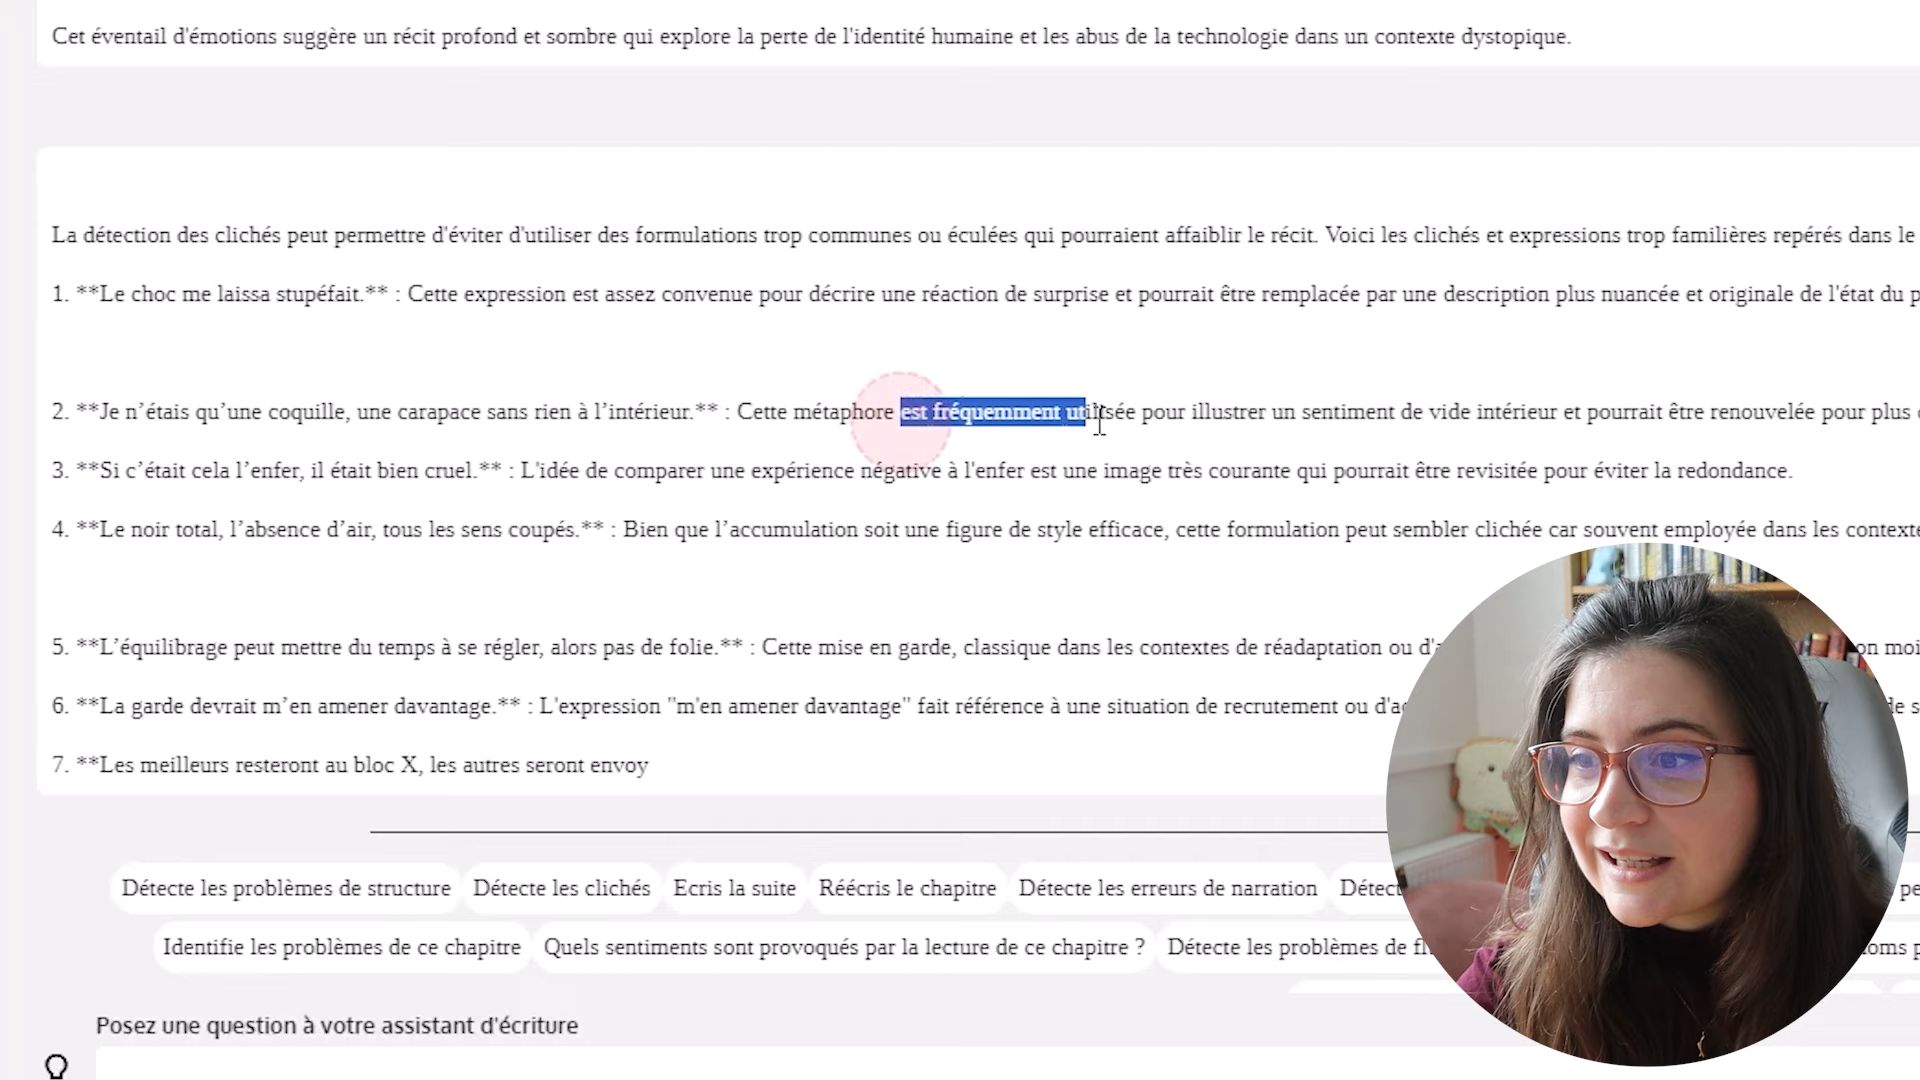 Cet éventail d'émotions suggère un récit profond et sombre qui explore la perte de l'identité humaine et les abus de la technologie dans un contexte dystopique.
La détection des clichés peut permettre d'éviter d'utiliser des formulations trop communes ou éculées qui pourraient affaiblir le récit. Voici les clichés et expressions trop familières repérés dans le
1. **Le choc me laissa stupéfait.** : Cette expression est assez convenue pour décrire une réaction de surprise et pourrait être remplacée par une description plus nuancée et originale de l'état du p
2. **Je n’étais qu’une coquille, une carapace sans rien à l’intérieur.** : Cette métaphore est fréquemment utilisée pour illustrer un sentiment de vide intérieur et pourrait être renouvelée pour plus
3. **Si c’était cela l’enfer, il était bien cruel.** : L'idée de comparer une expérience négative à l'enfer est une image très courante qui pourrait être revisitée pour éviter la redondance.
4. **Le noir total, l’absence d’air, tous les sens coupés.** : Bien que l’accumulation soit une figure de style efficace, cette formulation peut sembler clichée car souvent employée dans les contexte
5. **L’équilibrage peut mettre du temps à se régler, alors pas de folie.** : Cette mise en garde, classique dans les contextes de réadaptation ou on moi
6. **La garde devrait m’en amener davantage.** : L'expression "m'en amener davantage" fait référence à une situation de recrutement ou
7. **Les meilleurs resteront au bloc X, les autres seront envoy
Détecte les problèmes de structure Détecte les clichés Ecris la suite Réécris le chapitre Détecte les erreurs de narration Détect pe
Identifie les problèmes de ce chapitre Quels sentiments sont provoqués par la lecture de ce chapitre ? Détecte les problèmes de oms p
Posez une question à votre assistant d'écriture